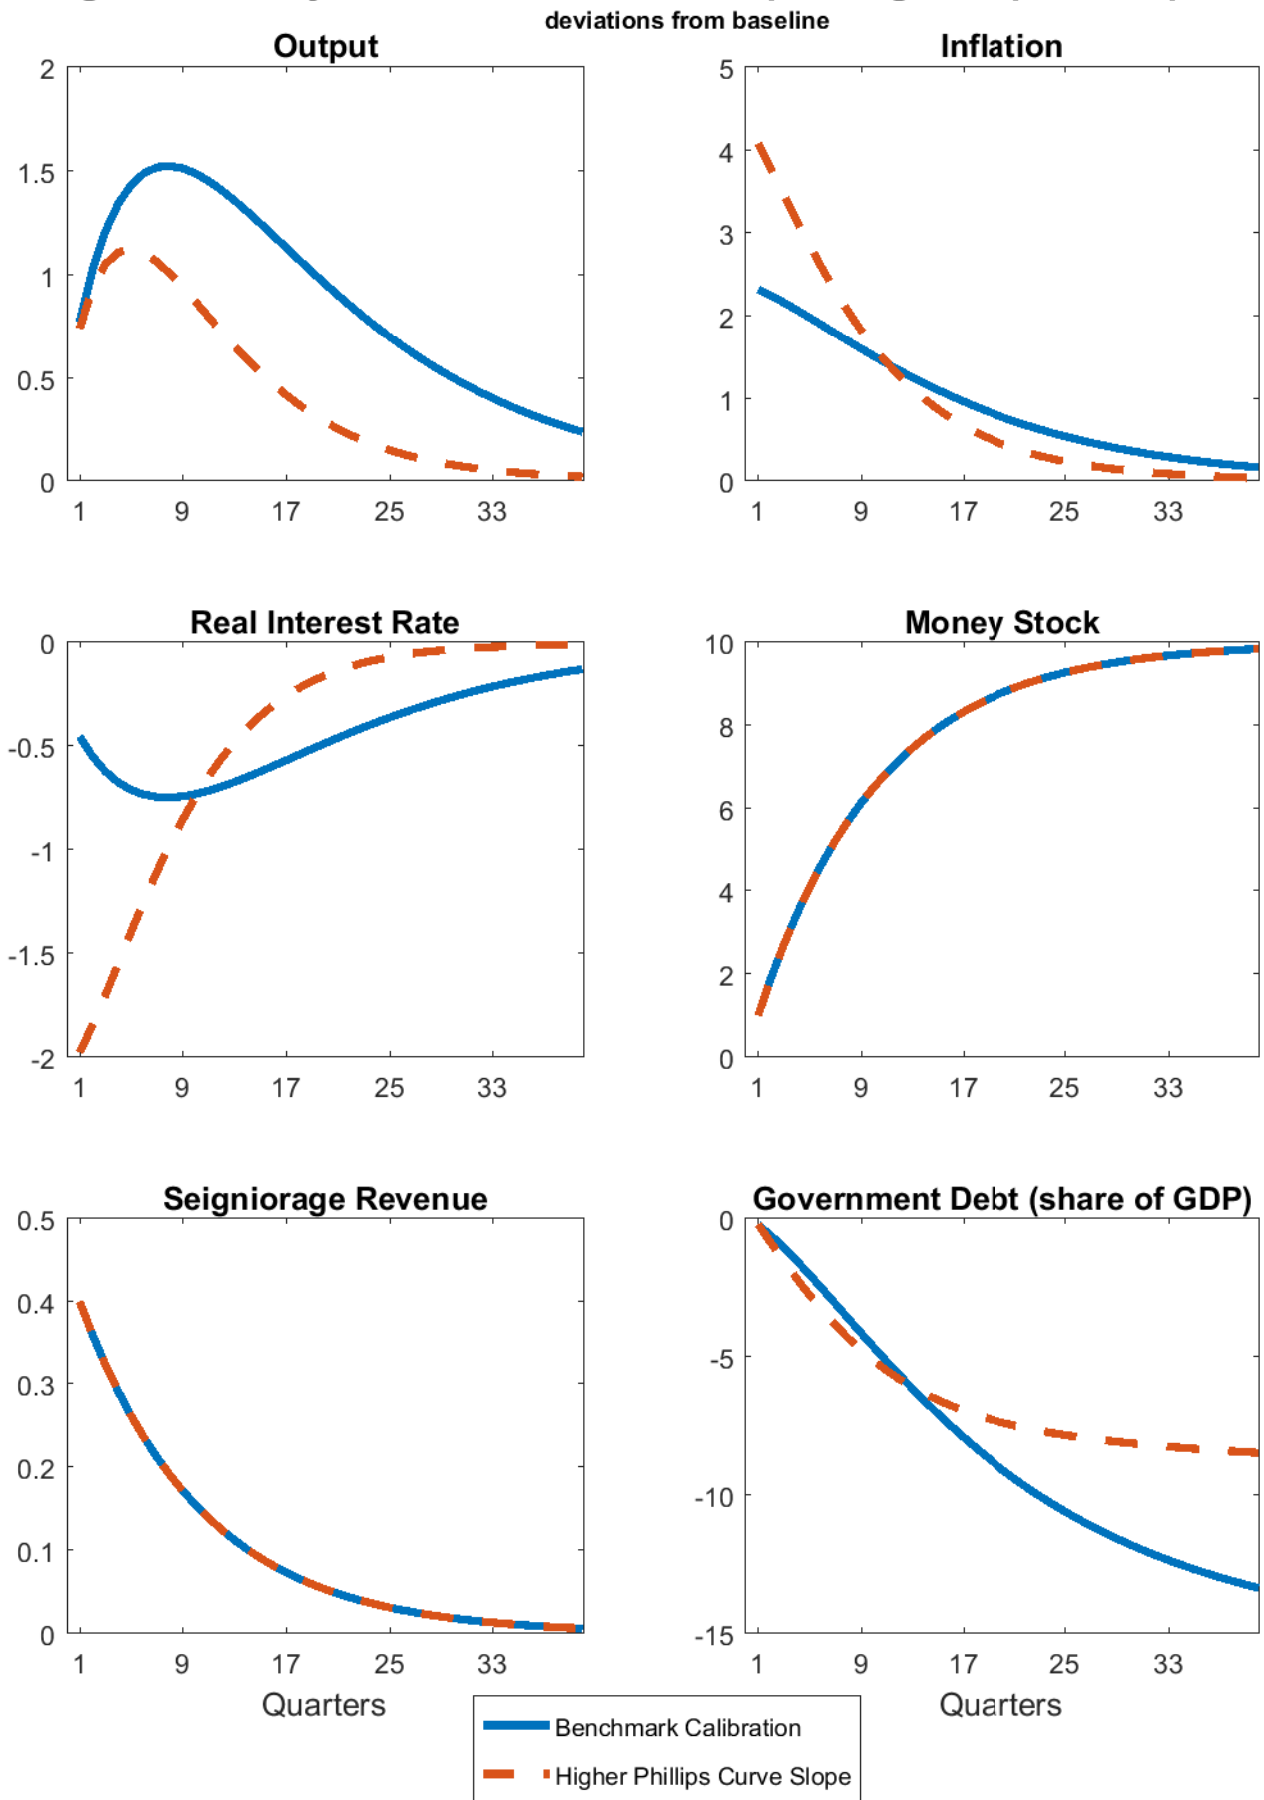 deviations from baseline
Output
Inflation
2
1.5
1
0.5
0
1 9 17 25 33
5
4
3
2
1
0
1 9 17 25 33
Real Interest Rate
Money Stock
0
-0.5
-1
-1.5
-2
1 9 17 25 33
10
8
6
4
2
0
1 9 17 25 33
Seigniorage Revenue
Government Debt (share of GDP)
0.5
0.4
0.3
0.2
0.1
0
1 9 17 25 33
Quarters
0
-5
-10
-15
1 9 17 25 33
Quarters
Benchmark Calibration
Higher Phillips Curve Slope